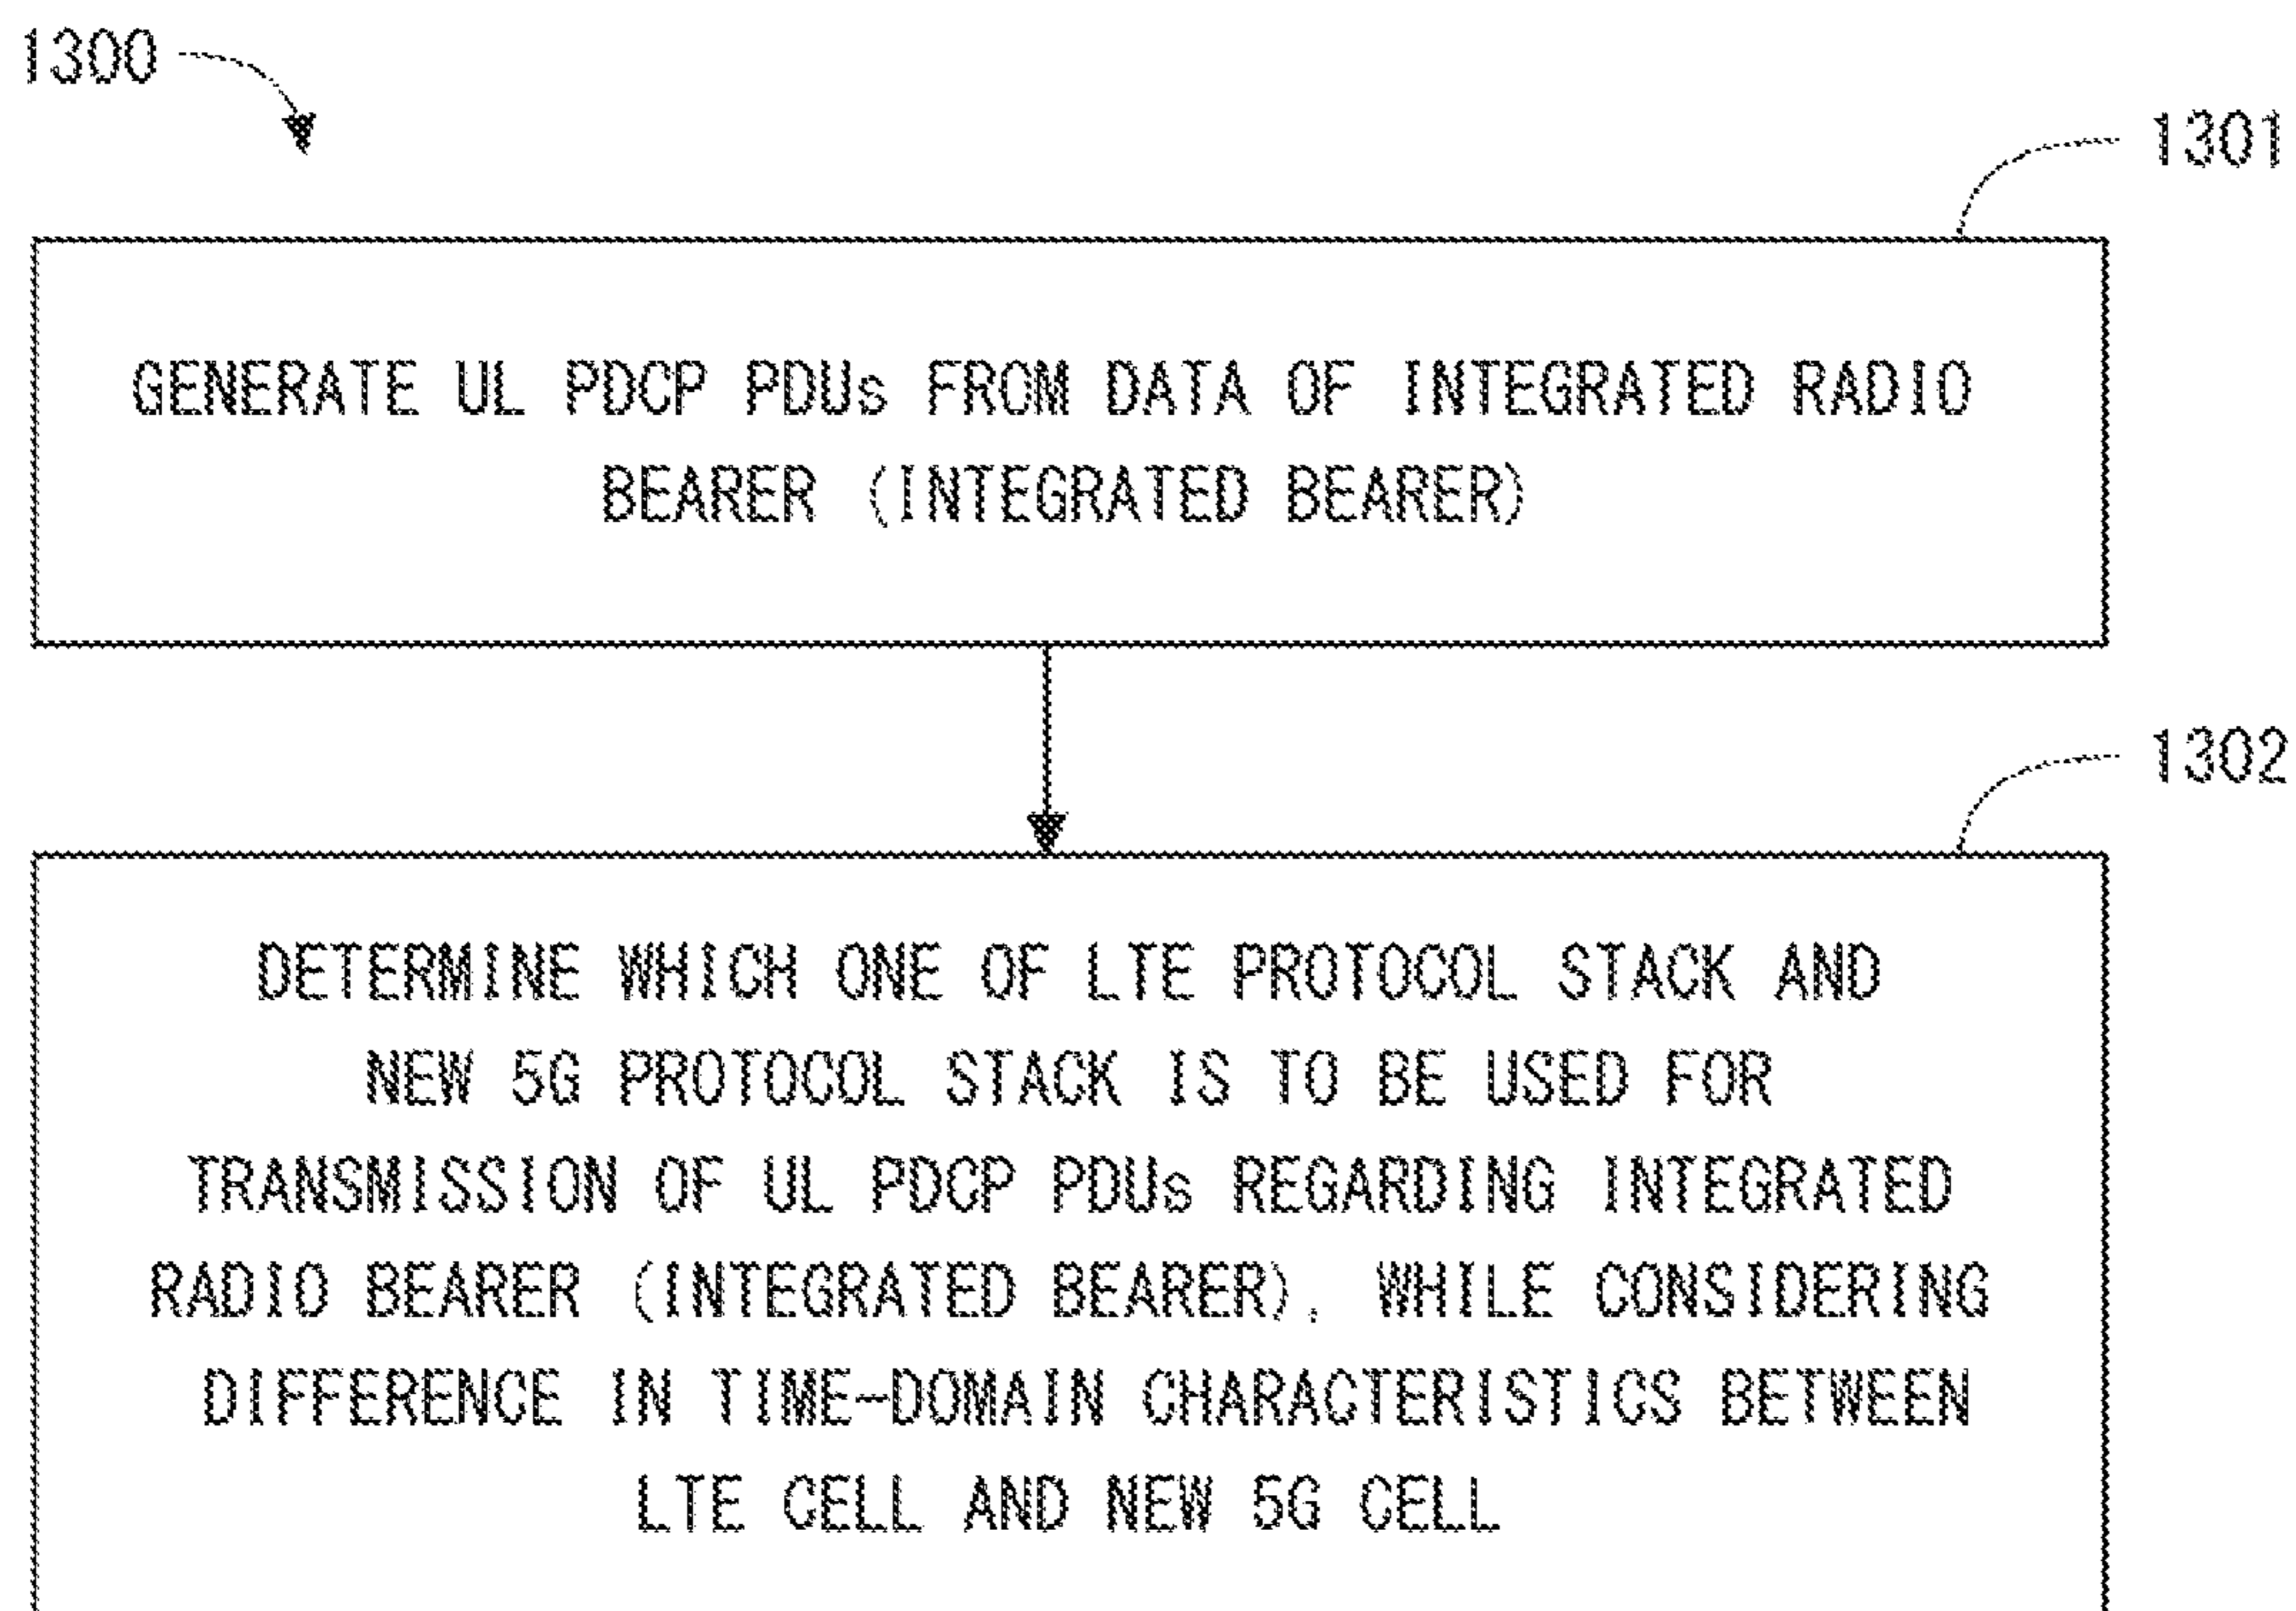 1300
1301
GENERATE UL PDCP PDUs FROM DATA OF INTEGRATED RADIO
BEARER (INTEGRATED BEARER)
1302
DETERMINE WHICH ONE OF LTE PROTOCOL STACK AND
NEW 5G PROTOCOL STACK IS TO BE USED FOR
TRANSMISSION OF UL PDCP PDUs REGARDING INTEGRATED
RADIO BEARER (INTEGRATED BEARER), WHILE CONSIDERING
DIFFERENCE IN TIME-DOMAIN CHARACTERISTICS BETWEEN
LTE CELL AND NEW 5G CELL